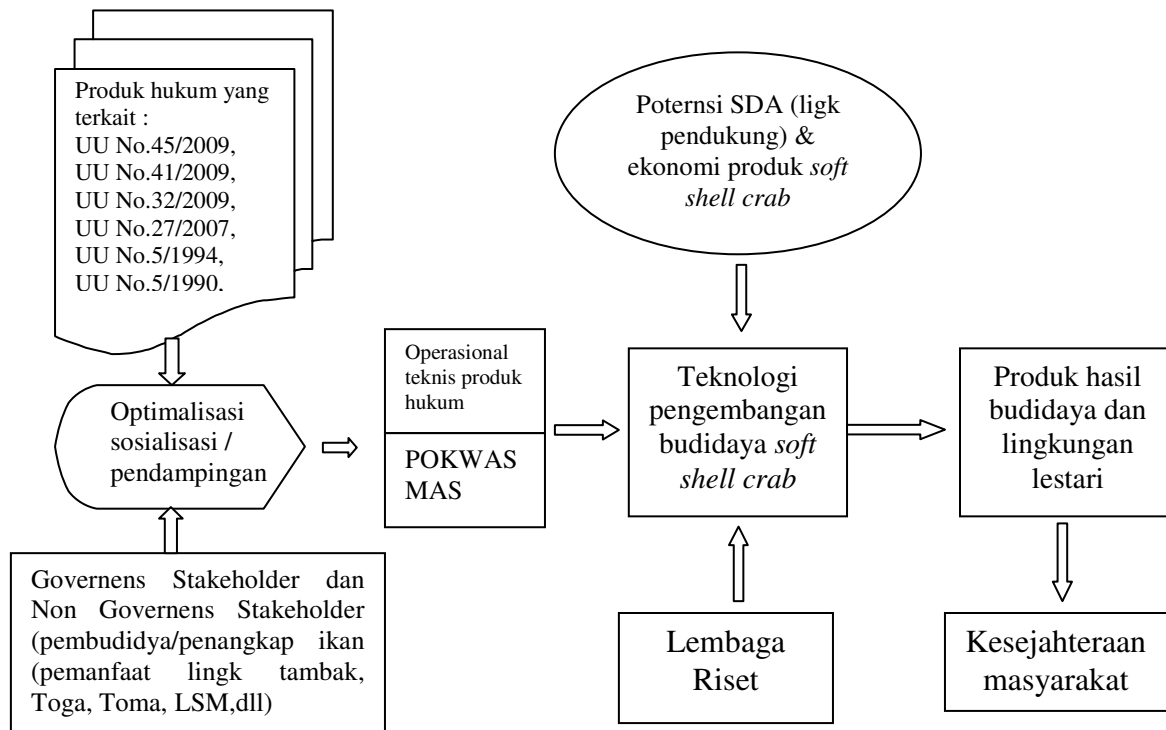 Produk hukum yang
terkait :
UU No.45/2009,
UU No.41/2009,
UU No.32/2009,
UU No.27/2007,
UU No.5/1994,
UU No.5/1990.
Poternsi SDA (ligk
pendukung) &
ekonomi produk soft
shell crab
Optimalisasi
sosialisasi /
pendampingan
Operasional
teknis produk
hukum
POKWAS
MAS
Teknologi
pengembangan
budidaya soft
shell crab
Produk hasil
budidaya dan
lingkungan
lestari
Governens Stakeholder dan
Non Governens Stakeholder
(pembudidya/penangkap ikan
(pemanfaat lingk tambak,
Toga, Toma, LSM,dll)
Lembaga
Riset
Kesejahteraan
masyarakat